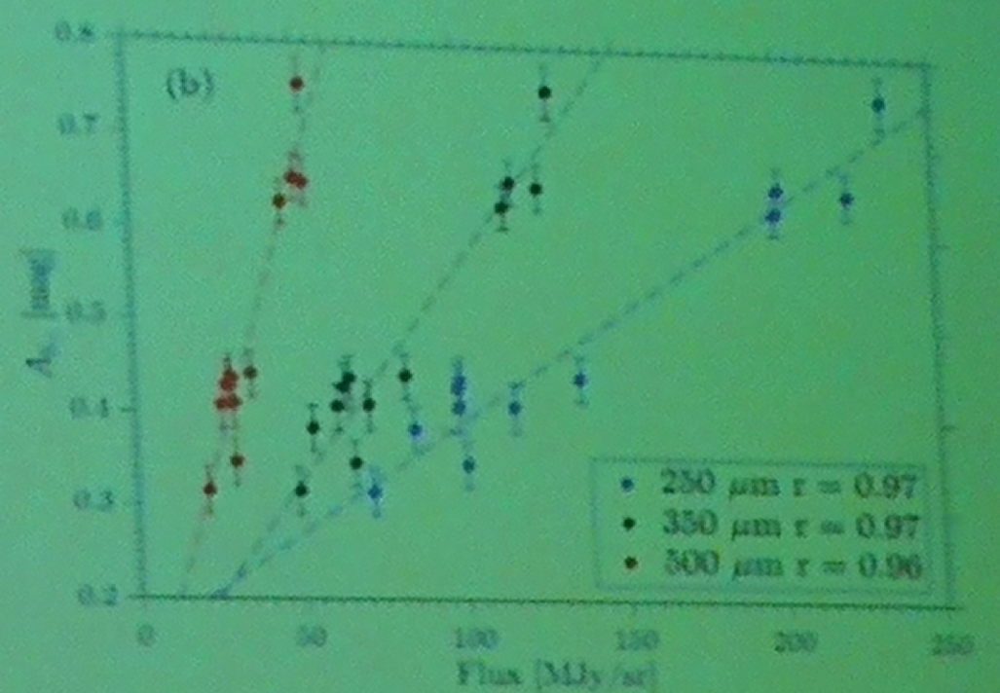 (b)
0.8
0.7
0.6
0.5
0.4
0.3
0.2
0 50 100 150 200 250
Flux [MJy/sr]
250 μm r = 0.97
350 μm r = 0.97
500 μm r = 0.96